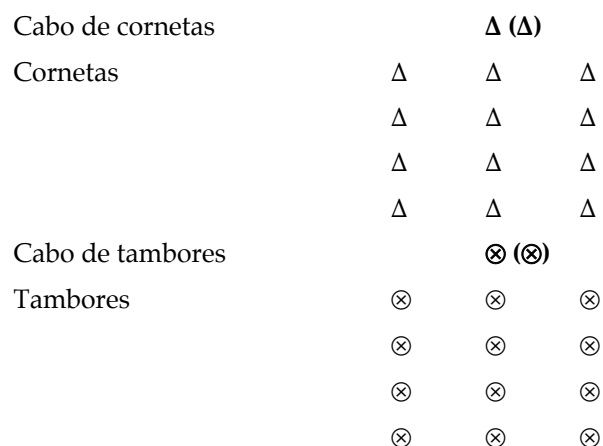 Cabo de cornetas Δ (Δ)
Cornetas Δ Δ Δ
Δ Δ Δ
Δ Δ Δ
Δ Δ Δ
Cabo de tambores ⊗ (⊗)
Tambores ⊗ ⊗ ⊗
⊗ ⊗ ⊗
⊗ ⊗ ⊗
⊗ ⊗ ⊗